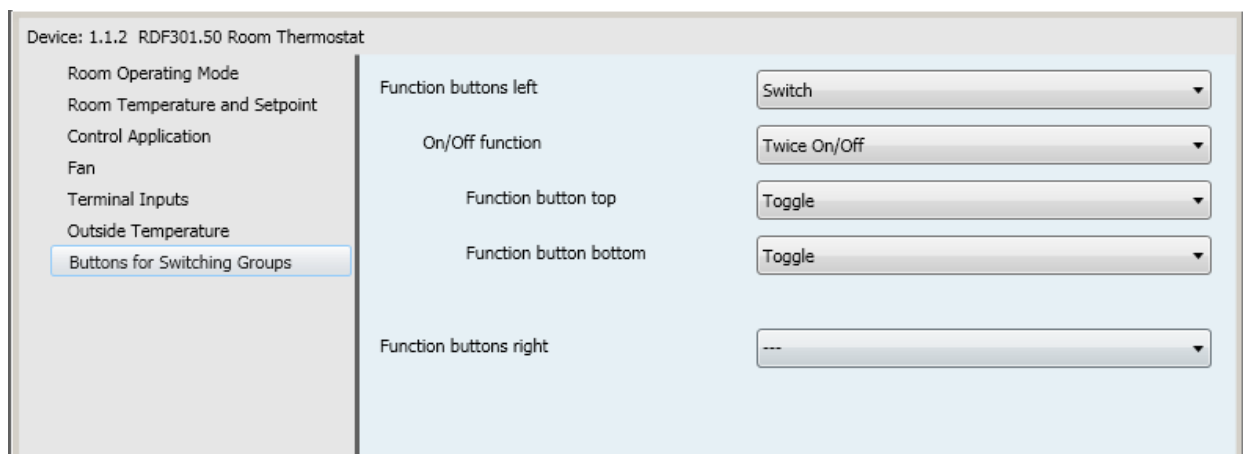 Device: 1.1.2 RDF301.50 Room Thermostat
Room Operating Mode
Room Temperature and Setpoint
Control Application
Fan
Terminal Inputs
Outside Temperature
Buttons for Switching Groups
Function buttons left
Switch
On/Off function
Twice On/Off
Function button top
Toggle
Function button bottom
Toggle
Function buttons right
---